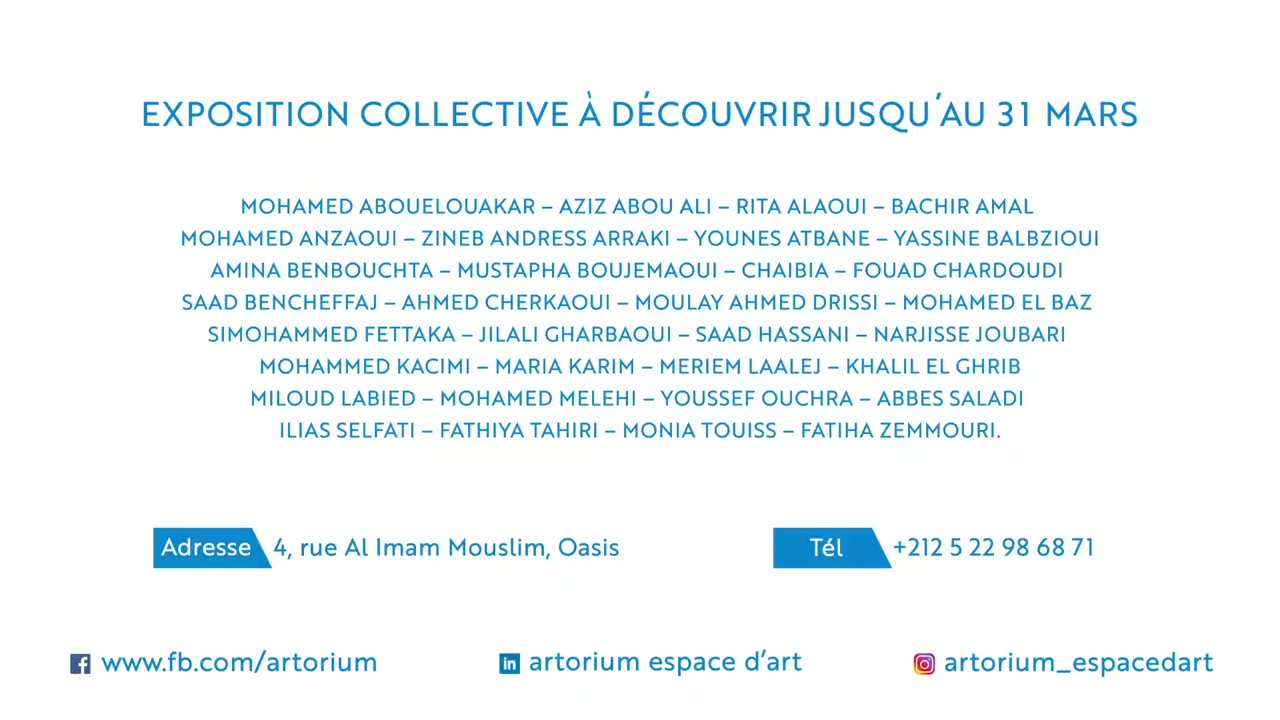 EXPOSITION COLLECTIVE À DÉCOUVRIR JUSQU'AU 31 MARS
MOHAMED ABOUELOUAKAR – AZIZ ABOU ALI – RITA ALAOUI – BACHIR AMAL
MOHAMED ANZAOUI – ZINEB ANDRESS ARRAKI – YOUNES ATBANE – YASSINE BALBZIOUI
AMINA BENBOUCHTA – MUSTAPHA BOUJEMAOUI – CHAIBIA – FOUAD CHARDOUDI
SAAD BENCHEFFAJ – AHMED CHERKAOUI – MOULAY AHMED DRISSI – MOHAMED EL BAZ
SIMOHAMMED FETTAKA – JILALI GHARBAOUI – SAAD HASSANI – NARJISSE JOUBARI
MOHAMMED KACIMI – MARIA KARIM – MERIEM LAALEJ – KHALIL EL GHRIB
MILOUD LABIED – MOHAMED MELEHI – YOUSSEF OUCHRA – ABBES SALADI
ILIAS SELFATI – FATHIYA TAHIRI – MONIA TOUISS – FATIHA ZEMMOURI.
Adresse 4, rue Al Imam Mouslim, Oasis
Tél +212 5 22 98 68 71
www.fb.com/artorium
artorium espace d'art
artorium_espacedart